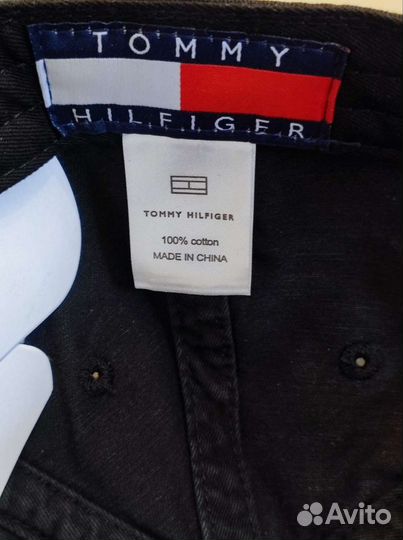 TOMMY
HILFIGER
TOMMY HILFIGER
100% cotton
MADE IN CHINA
Avito